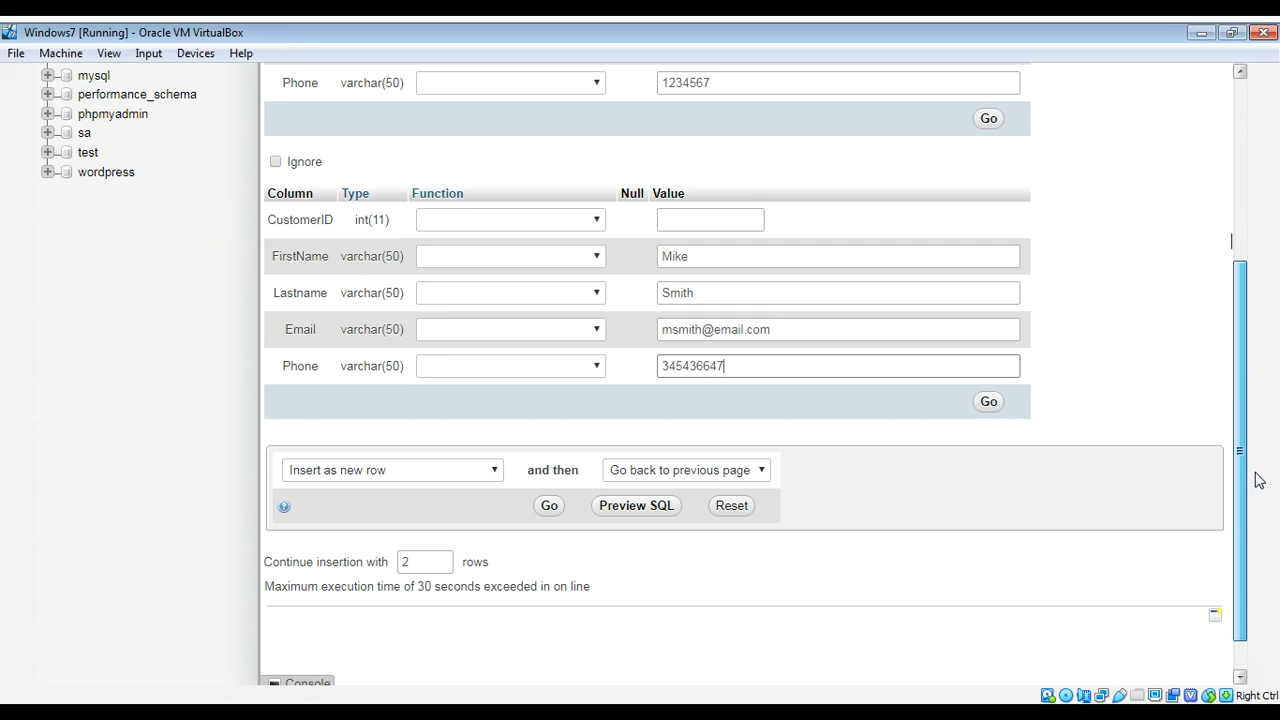 Windows7 [Running] - Oracle VM VirtualBox
File Machine View Input Devices Help
mysql
performance_schema
phpmyadmin
sa
test
wordpress
Phone varchar(50) 1234567
Go
Ignore
Column Type Function Null Value
CustomerID int(11)
FirstName varchar(50) Mike
Lastname varchar(50) Smith
Email varchar(50) msmith@email.com
Phone varchar(50) 345436647
Go
Insert as new row and then Go back to previous page
Go Preview SQL Reset
Continue insertion with 2 rows
Maximum execution time of 30 seconds exceeded in on line
Console
Right Ctrl